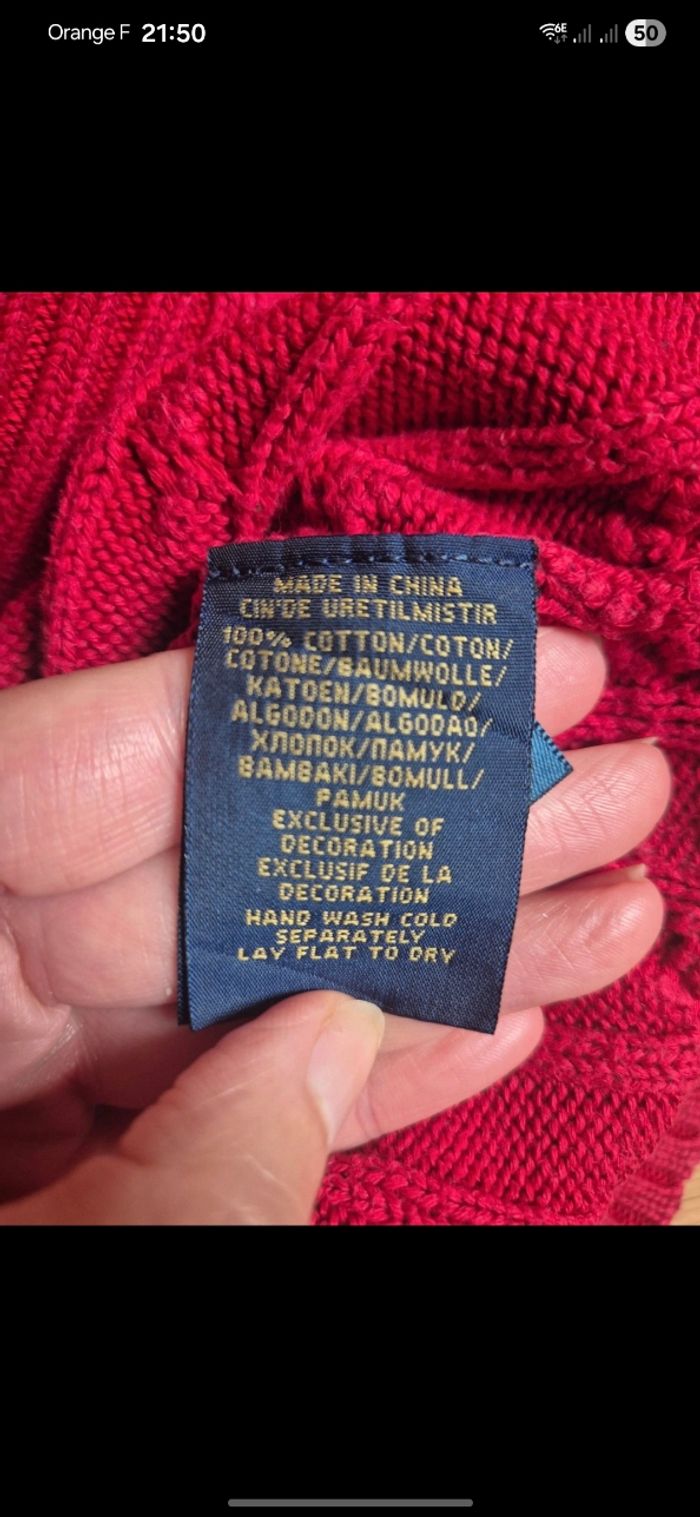 Orange F 21:50
6E
50
MADE IN CHINA
CIN'DE URETILMISTIR
100% COTTON/COTON/
COTONE/BAUMWOLLE/
KATOEN/BOMULD/
ALGODON/ALGODAO/
ХЛОПОК/ПАМУК/
BAMBAKI/BOMULL/
PAMUK
EXCLUSIVE OF
DECORATION
EXCLUSIF DE LA
DECORATION
HAND WASH COLD
SEPARATELY
LAY FLAT TO DRY